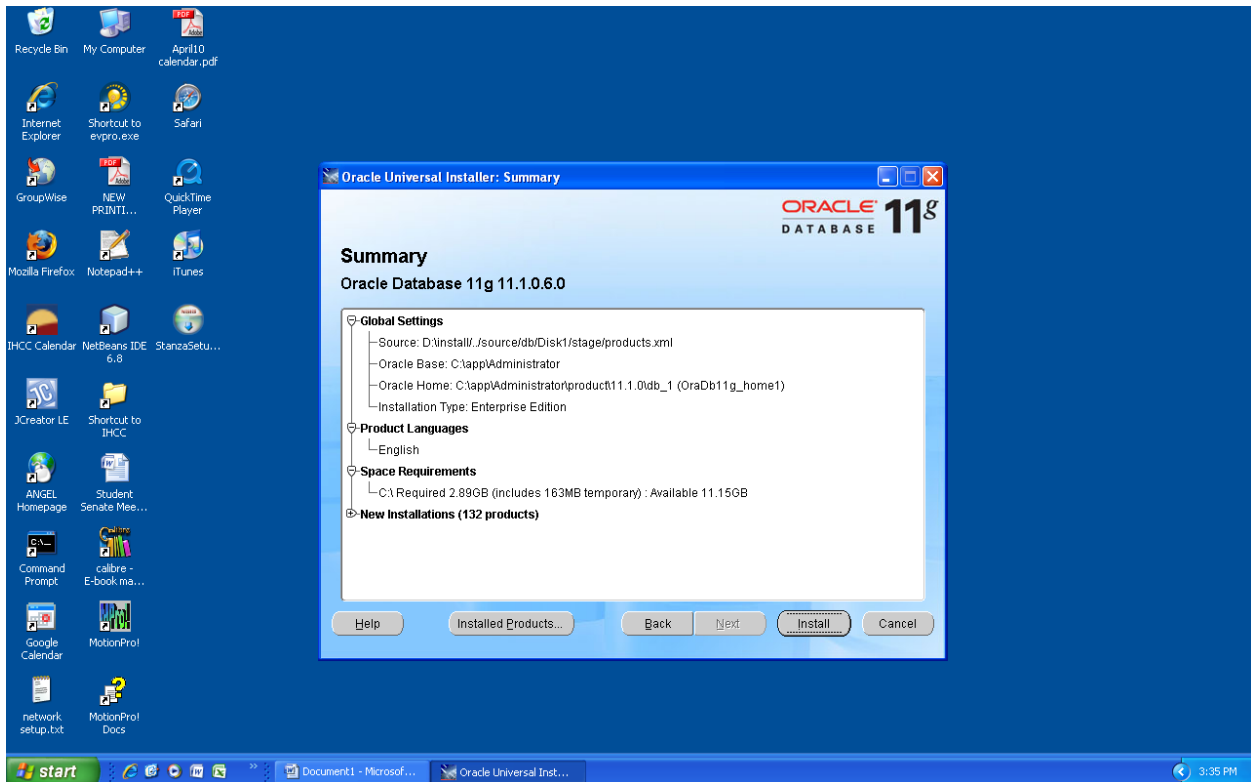 Recycle Bin
My Computer
April10 calendar.pdf
Internet Explorer
Shortcut to evpro.exe
Safari
GroupWise
NEW PRINTI...
QuickTime Player
Mozilla Firefox
Notepad++
iTunes
IHCC Calendar
NetBeans IDE 6.8
StanzaSetu...
JCreator LE
Shortcut to IHCC
ANGEL Homepage
Student Senate Mee...
Command Prompt
calibre - E-book ma...
Google Calendar
MotionPro!
network setup.txt
MotionPro! Docs
Oracle Universal Installer: Summary
ORACLE DATABASE 11g
Summary
Oracle Database 11g 11.1.0.6.0
Global Settings
Source: D:\install/../source/db/Disk1/stage/products.xml
Oracle Base: C:\app\Administrator
Oracle Home: C:\app\Administrator\product\11.1.0\db_1 (OraDb11g_home1)
Installation Type: Enterprise Edition
Product Languages
English
Space Requirements
C:\ Required 2.89GB (includes 163MB temporary) : Available 11.15GB
New Installations (132 products)
Help
Installed Products...
Back
Next
Install
Cancel
start
Document1 - Microsof...
Oracle Universal Inst...
3:35 PM